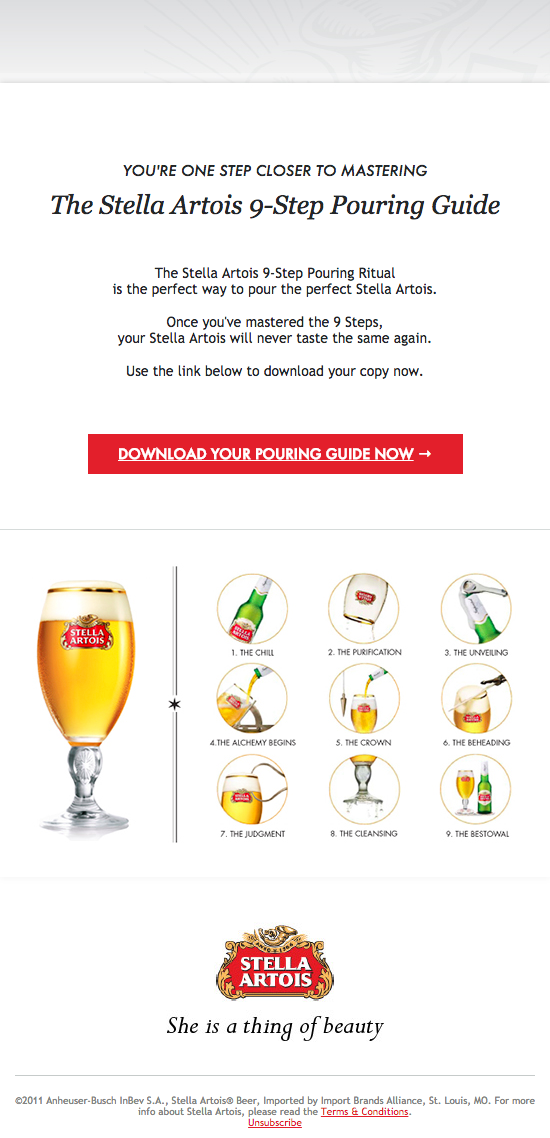 YOU'RE ONE STEP CLOSER TO MASTERING
The Stella Artois 9-Step Pouring Guide
The Stella Artois 9-Step Pouring Ritual
is the perfect way to pour the perfect Stella Artois.
Once you've mastered the 9 Steps,
your Stella Artois will never taste the same again.
Use the link below to download your copy now.
DOWNLOAD YOUR POURING GUIDE NOW →
STELLA
ARTOIS
1. THE CHILL
2. THE PURIFICATION
3. THE UNVEILING
4.THE ALCHEMY BEGINS
5. THE CROWN
6. THE BEHEADING
7. THE JUDGMENT
8. THE CLEANSING
9. THE BESTOWAL
STELLA
ARTOIS
She is a thing of beauty
©2011 Anheuser-Busch InBev S.A., Stella Artois® Beer, Imported by Import Brands Alliance, St. Louis, MO. For more
info about Stella Artois, please read the Terms & Conditions.
Unsubscribe